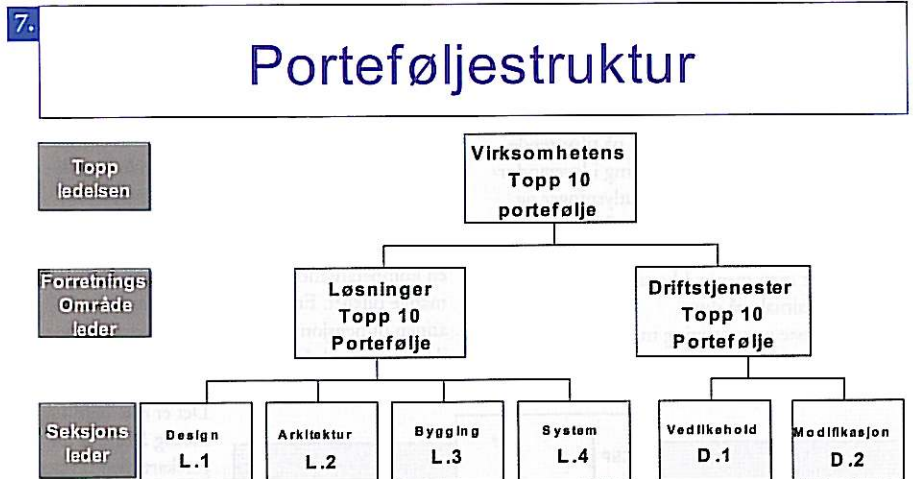 7.
Porteføljestruktur
Topp
ledelsen
Virksomhetens
Topp 10
portefølje
Forretnings
Område
leder
Løsninger
Topp 10
Portefølje
Driftstjenester
Topp 10
Portefølje
Seksjons
leder
Design
L.1
Arkitektur
L.2
Bygging
L.3
System
L.4
Vedlikehold
D.1
Modifikasjon
D.2